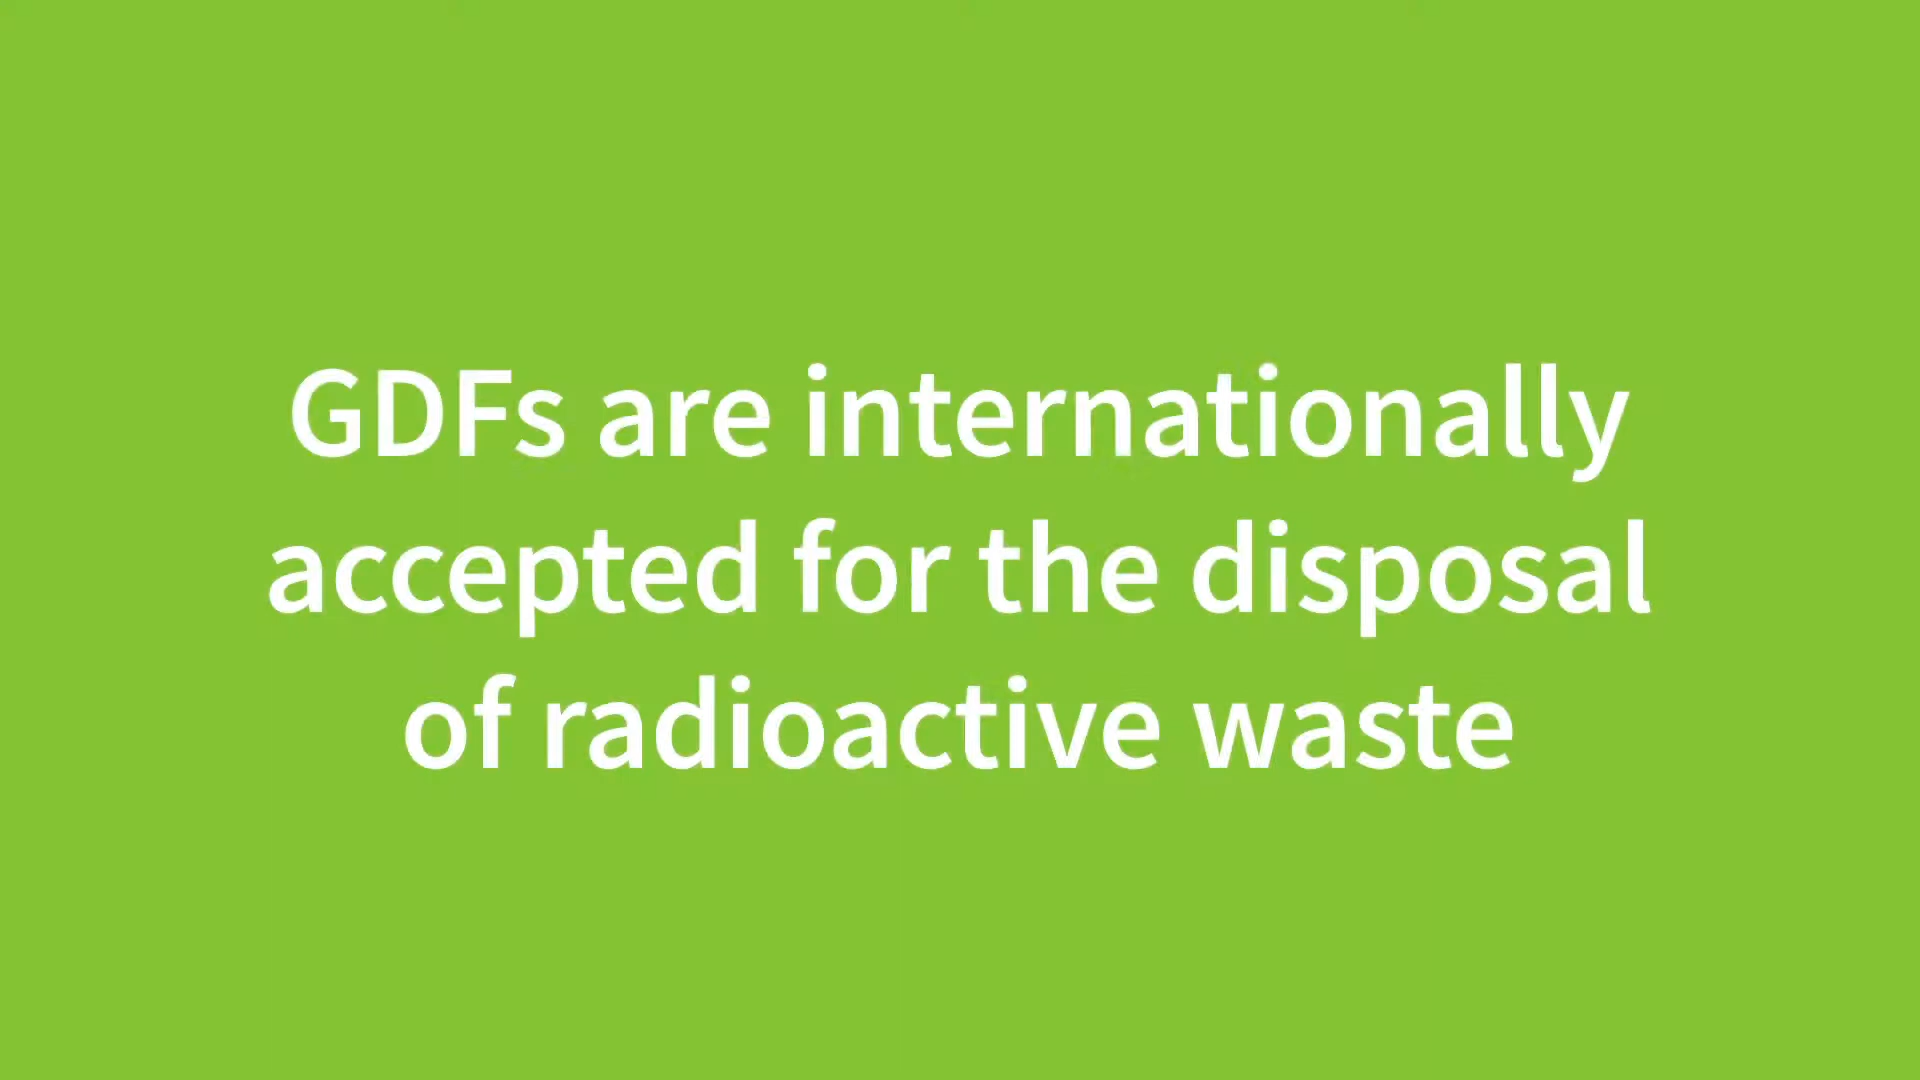 GDFs are internationally
accepted for the disposal
of radioactive waste